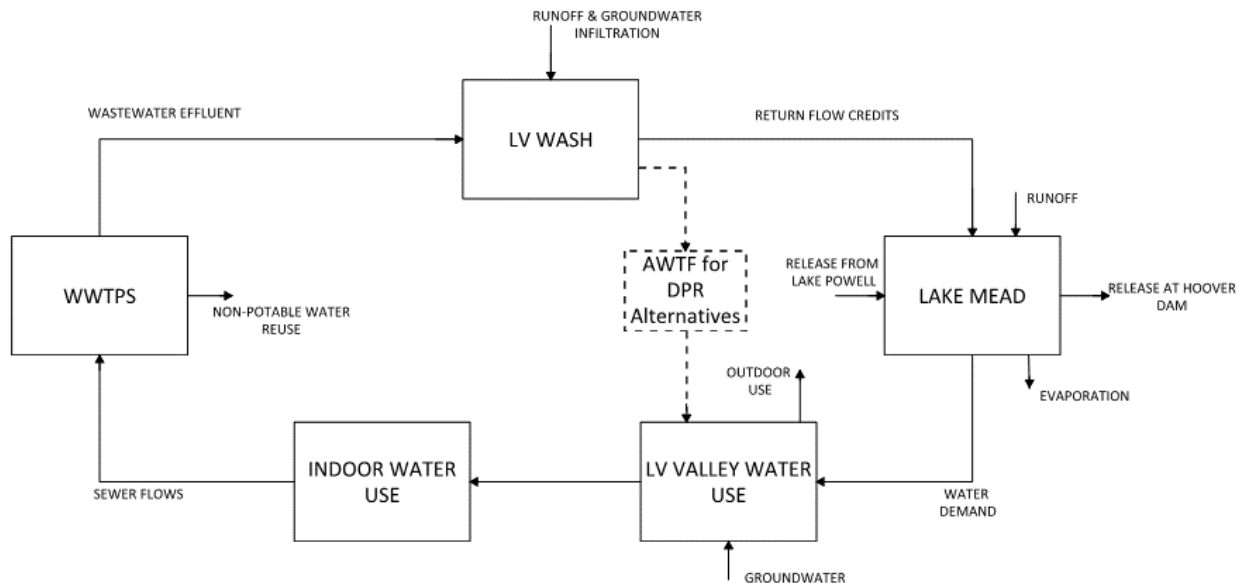 RUNOFF & GROUNDWATER
INFILTRATION
WASTEWATER EFFLUENT
LV WASH
RETURN FLOW CREDITS
RUNOFF
WWTPS
NON-POTABLE WATER
REUSE
AWTF for
DPR
Alternatives
RELEASE FROM
LAKE POWELL
LAKE MEAD
RELEASE AT HOOVER
DAM
OUTDOOR
USE
EVAPORATION
SEWER FLOWS
INDOOR WATER
USE
LV VALLEY WATER
USE
WATER
DEMAND
GROUNDWATER